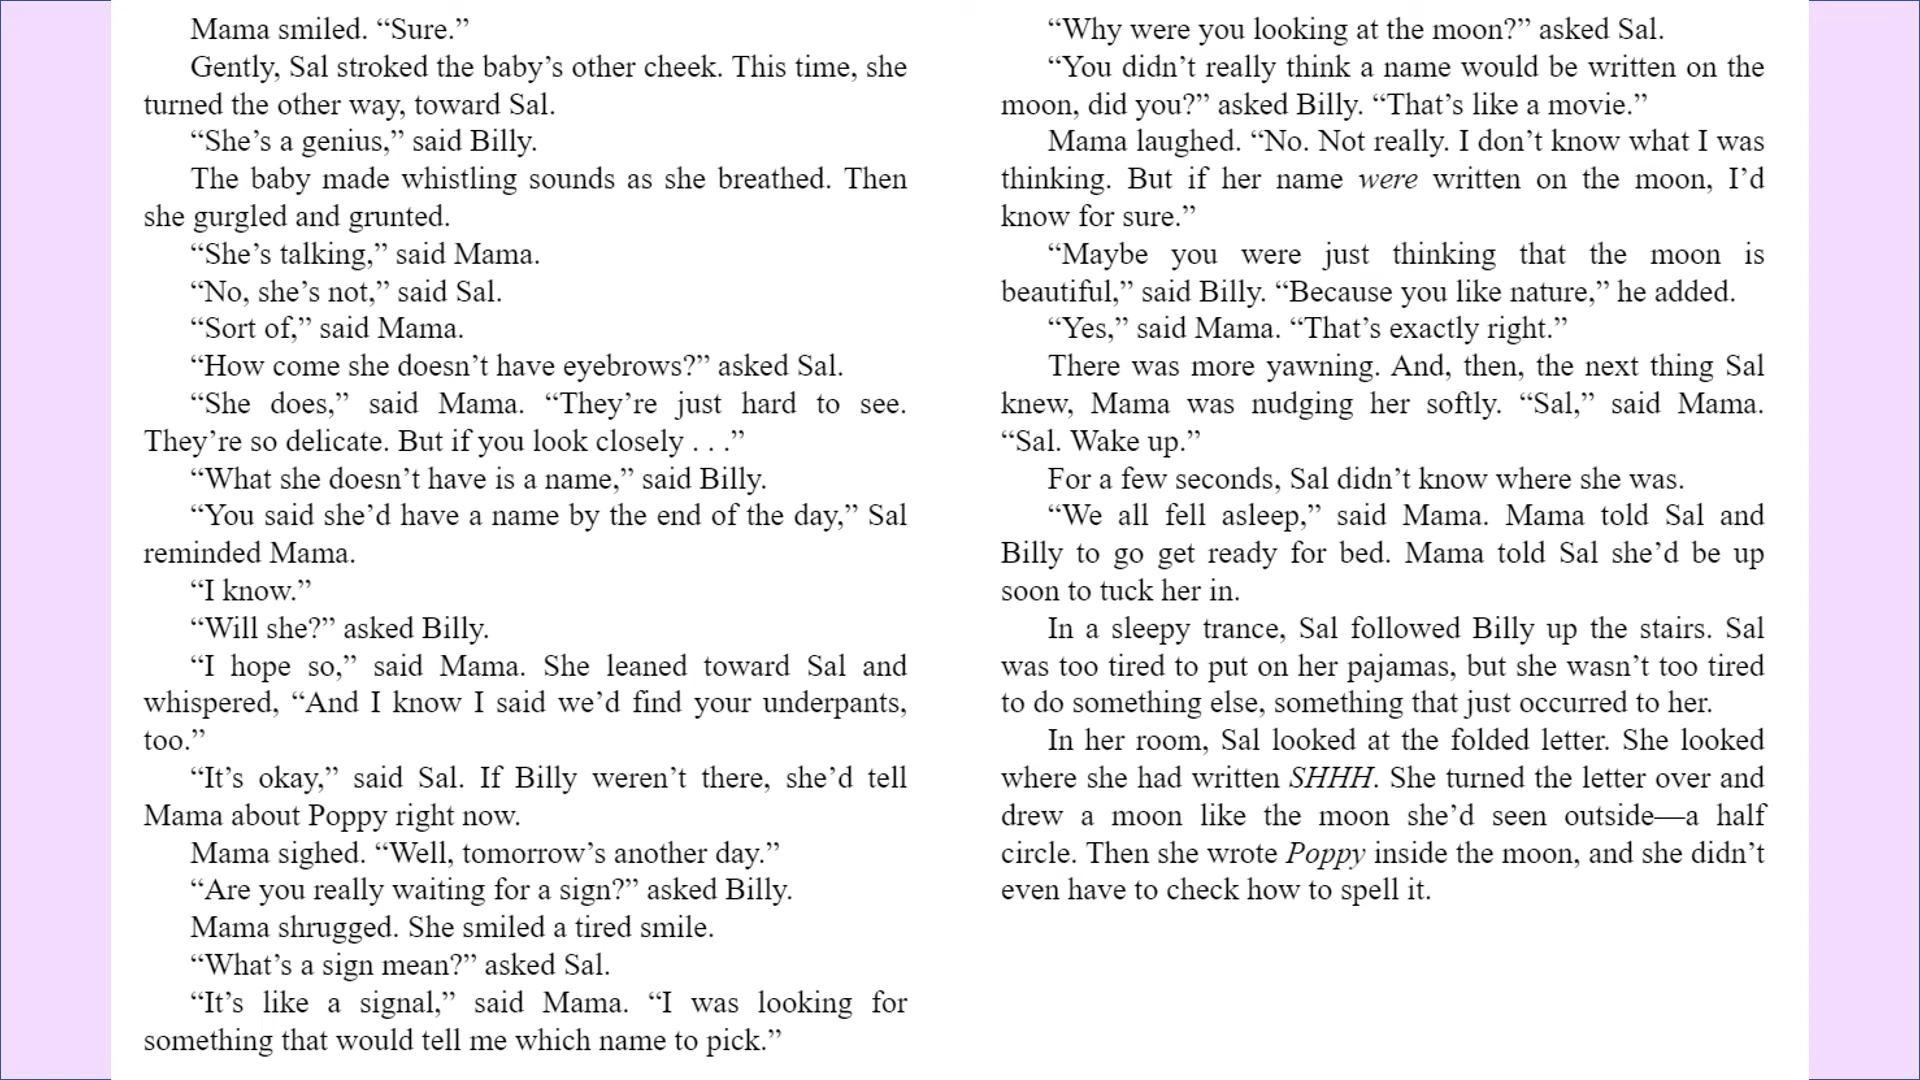 Mama smiled. “Sure.”
Gently, Sal stroked the baby’s other cheek. This time, she
turned the other way, toward Sal.
“She’s a genius,” said Billy.
The baby made whistling sounds as she breathed. Then
she gurgled and grunted.
“She’s talking,” said Mama.
“No, she’s not,” said Sal.
“Sort of,” said Mama.
“How come she doesn’t have eyebrows?” asked Sal.
“She does,” said Mama. “They’re just hard to see.
They’re so delicate. But if you look closely . . .”
“What she doesn’t have is a name,” said Billy.
“You said she’d have a name by the end of the day,” Sal
reminded Mama.
“I know.”
“Will she?” asked Billy.
“I hope so,” said Mama. She leaned toward Sal and
whispered, “And I know I said we’d find your underpants,
too.”
“It’s okay,” said Sal. If Billy weren’t there, she’d tell
Mama about Poppy right now.
Mama sighed. “Well, tomorrow’s another day.”
“Are you really waiting for a sign?” asked Billy.
Mama shrugged. She smiled a tired smile.
“What’s a sign mean?” asked Sal.
“It’s like a signal,” said Mama. “I was looking for
something that would tell me which name to pick.”
“Why were you looking at the moon?” asked Sal.
“You didn’t really think a name would be written on the
moon, did you?” asked Billy. “That’s like a movie.”
Mama laughed. “No. Not really. I don’t know what I was
thinking. But if her name were written on the moon, I’d
know for sure.”
“Maybe you were just thinking that the moon is
beautiful,” said Billy. “Because you like nature,” he added.
“Yes,” said Mama. “That’s exactly right.”
There was more yawning. And, then, the next thing Sal
knew, Mama was nudging her softly. “Sal,” said Mama.
“Sal. Wake up.”
For a few seconds, Sal didn’t know where she was.
“We all fell asleep,” said Mama. Mama told Sal and
Billy to go get ready for bed. Mama told Sal she’d be up
soon to tuck her in.
In a sleepy trance, Sal followed Billy up the stairs. Sal
was too tired to put on her pajamas, but she wasn’t too tired
to do something else, something that just occurred to her.
In her room, Sal looked at the folded letter. She looked
where she had written SHHH. She turned the letter over and
drew a moon like the moon she’d seen outside—a half
circle. Then she wrote Poppy inside the moon, and she didn’t
even have to check how to spell it.